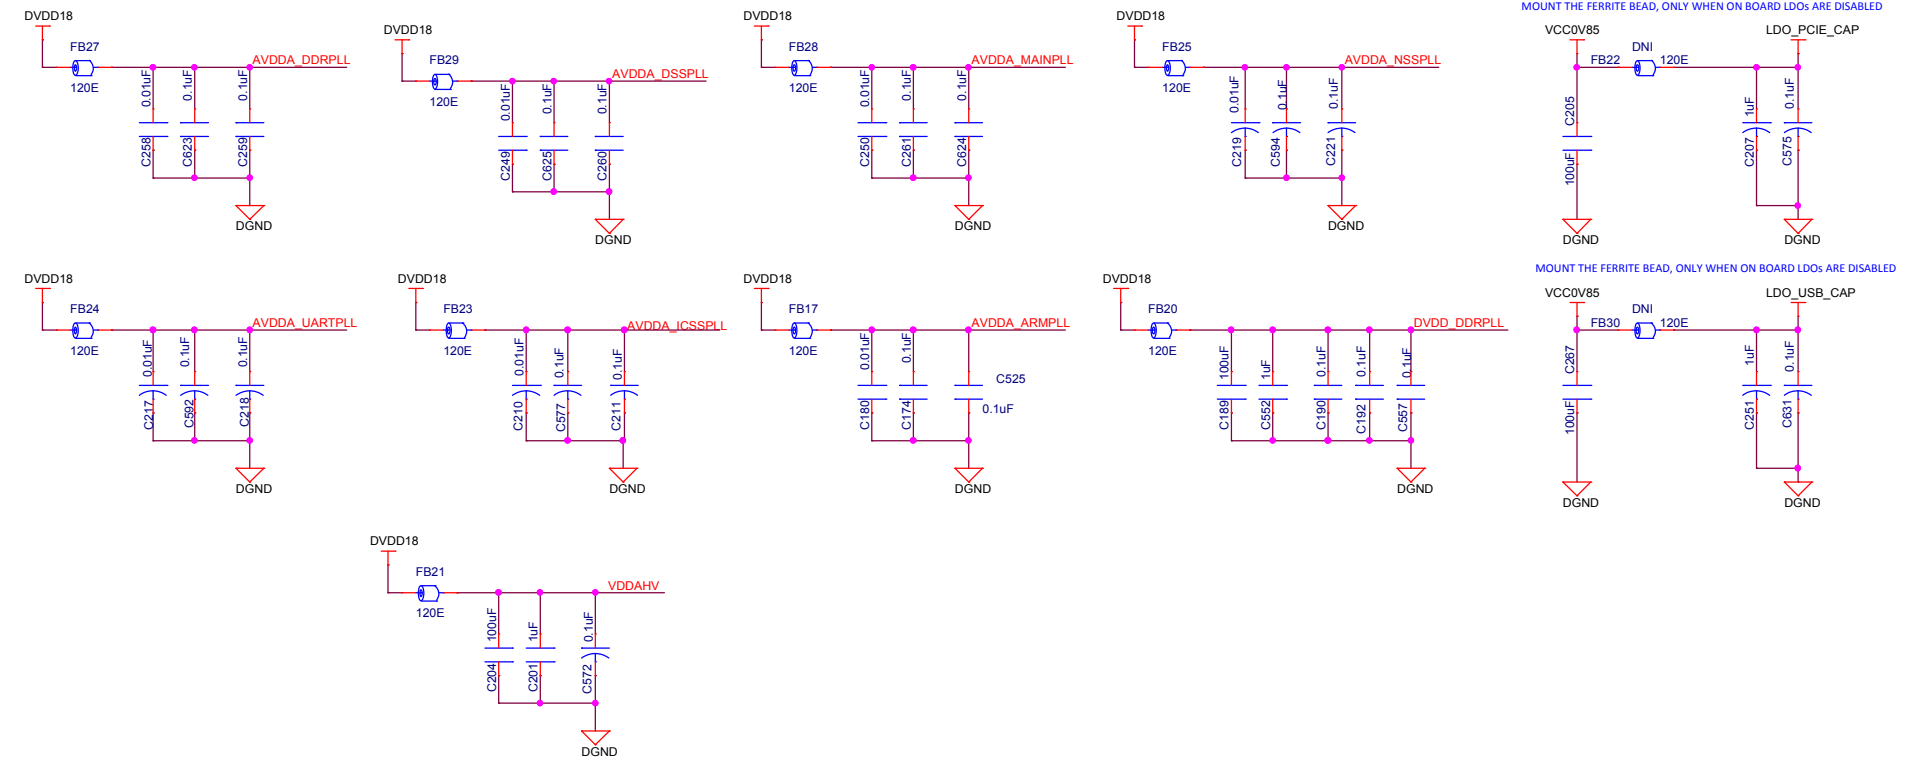 MOUNT THE FERRITE BEAD, ONLY WHEN ON BOARD LDOs ARE DISABLED
DVDD18
FB27
120E
AVDDA_DDRPLL
0.01uF
0.1uF
0.1uF
C258
C623
C259
DGND
DVDD18
FB29
120E
AVDDA_DSSPLL
0.01uF
0.1uF
0.1uF
C249
C625
C260
DGND
DVDD18
FB28
120E
AVDDA_MAINPLL
0.01uF
0.1uF
0.1uF
C250
C261
C624
DGND
DVDD18
FB25
120E
AVDDA_NSSPLL
0.01uF
0.1uF
0.1uF
C219
C594
C221
DGND
VCC0V85
LDO_PCIE_CAP
DNI
FB22
120E
C205
100uF
1uF
0.1uF
C207
C575
DGND
DGND
DVDD18
FB24
120E
AVDDA_UARTPLL
0.01uF
0.1uF
0.1uF
C217
C592
C218
DGND
DVDD18
FB23
120E
AVDDA_ICSSPLL
0.01uF
0.1uF
0.1uF
C210
C577
C211
DGND
DVDD18
FB17
120E
AVDDA_ARMPLL
0.01uF
0.1uF
C525
0.1uF
C180
C174
DGND
DVDD18
FB20
120E
DVDD_DDRPLL
100uF
1uF
0.1uF
0.1uF
0.1uF
C189
C552
C190
C192
C557
DGND
MOUNT THE FERRITE BEAD, ONLY WHEN ON BOARD LDOs ARE DISABLED
VCC0V85
LDO_USB_CAP
DNI
FB30
120E
C267
100uF
1uF
0.1uF
C251
C631
DGND
DGND
DVDD18
FB21
120E
VDDAHV
100uF
1uF
0.1uF
C204
C201
C572
DGND